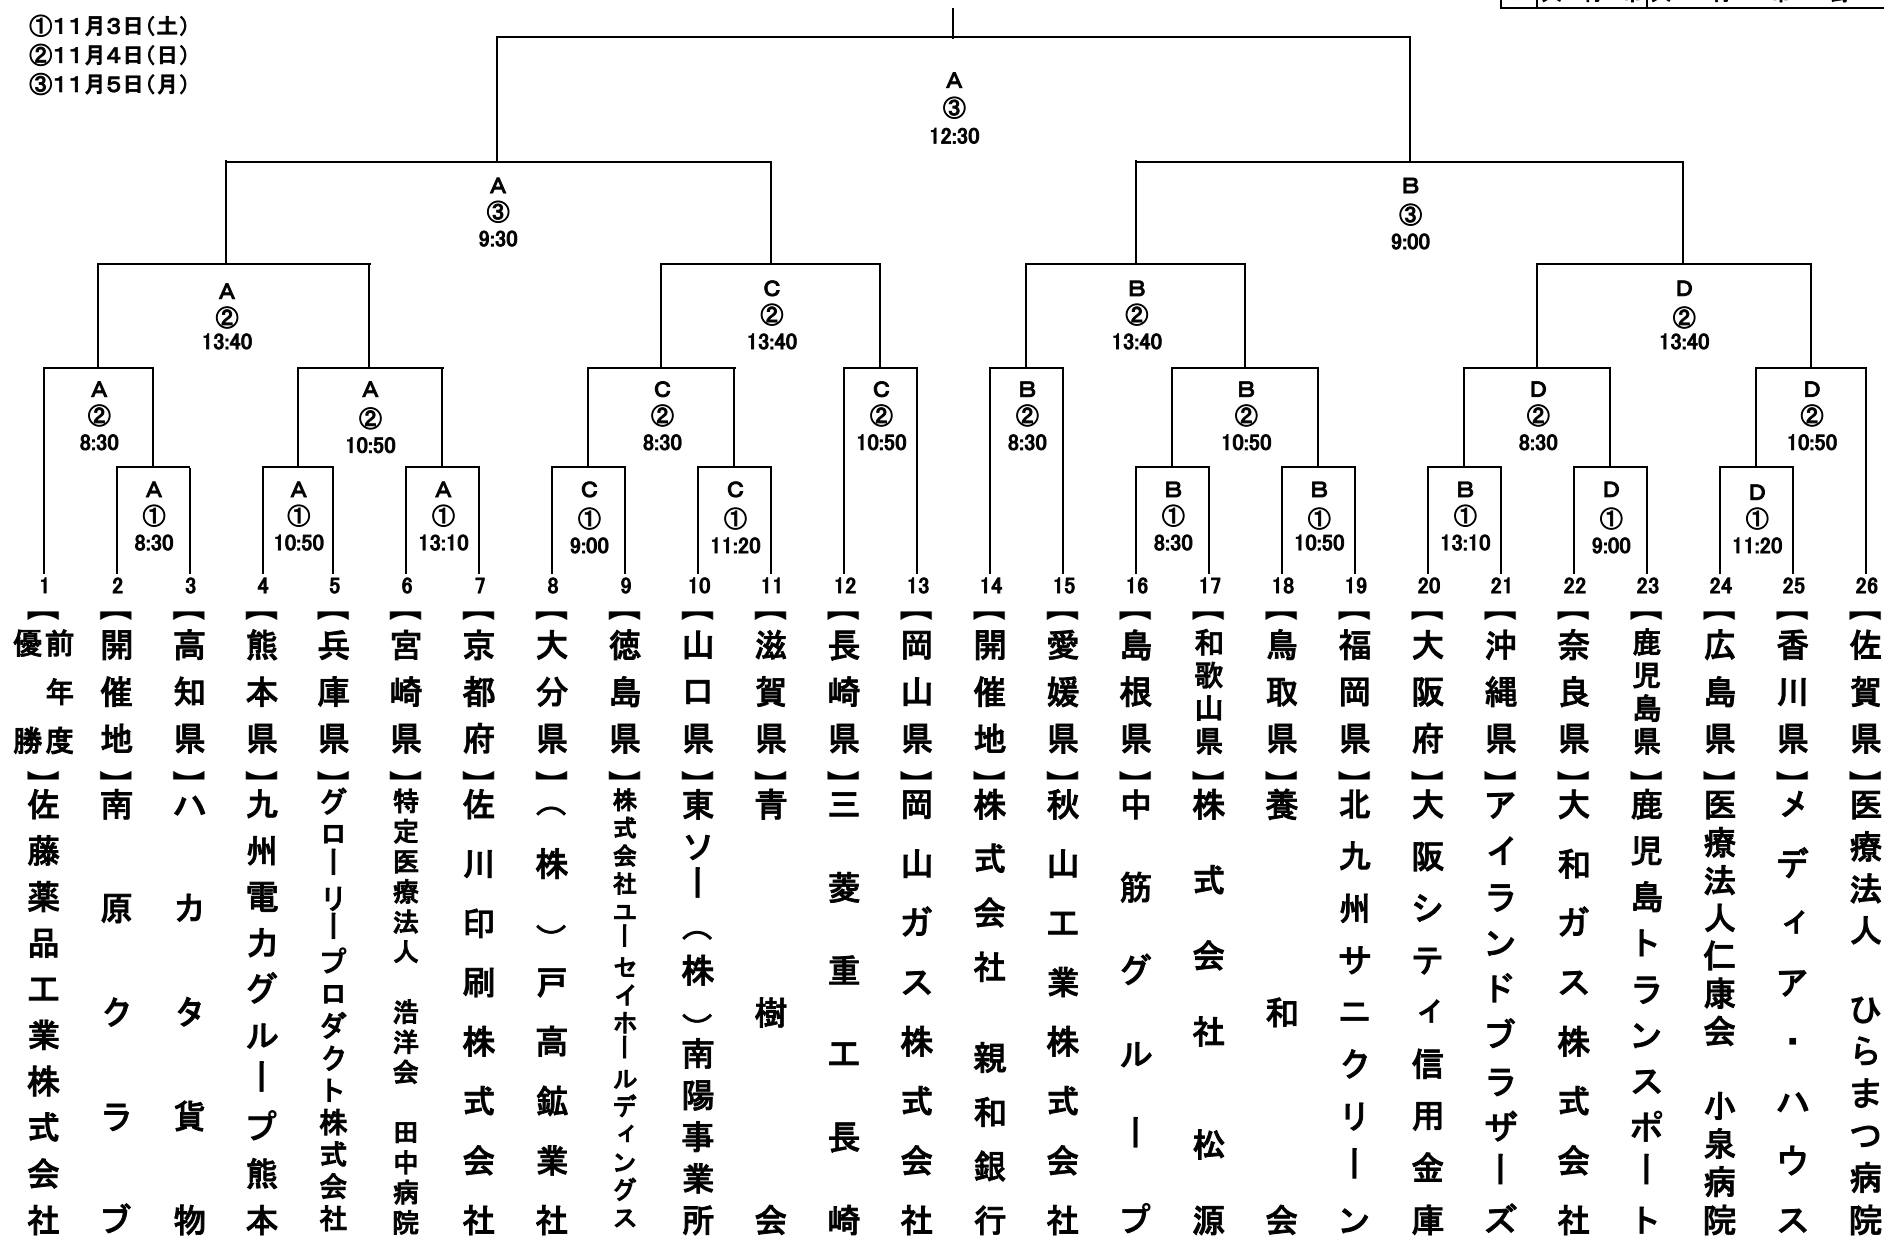 ①11月3日(土)
②11月4日(日)
③11月5日(月)
A
③
12:30
A
③
9:30
B
③
9:00
A
②
13:40
C
②
13:40
B
②
13:40
D
②
13:40
A
②
8:30
A
②
10:50
C
②
8:30
C
②
10:50
B
②
8:30
B
②
10:50
D
②
8:30
D
②
10:50
A
①
8:30
A
①
10:50
A
①
13:10
C
①
9:00
C
①
11:20
B
①
8:30
B
①
10:50
B
①
13:10
D
①
9:00
D
①
11:20
1
【前年度優勝】佐藤薬品工業株式会社
2
【開催地】南原クラブ
3
【高知県】ハカタ貨物
4
【熊本県】九州電力グループ熊本
5
【兵庫県】グローリープロダクト株式会社
6
【宮崎県】特定医療法人 浩洋会 田中病院
7
【京都府】佐川印刷株式会社
8
【大分県】(株)戸高鉱業社
9
【徳島県】株式会社ユーセイホールディングス
10
【山口県】東ソー(株)南陽事業所
11
【滋賀県】青樹会
12
【長崎県】三菱重工長崎
13
【岡山県】岡山ガス株式会社
14
【開催地】株式会社 親和銀行
15
【愛媛県】秋山工業株式会社
16
【島根県】中筋グループ
17
【和歌山県】株式会社松源
18
【鳥取県】養和会
19
【福岡県】北九州サニクリーン
20
【大阪府】大阪シティ信用金庫
21
【沖縄県】アイランドブラザーズ
22
【奈良県】大和ガス株式会社
23
【鹿児島県】鹿児島トランスポート
24
【広島県】医療法人仁康会 小泉病院
25
【香川県】メディア・ハウス
26
【佐賀県】医療法人 ひらまつ病院